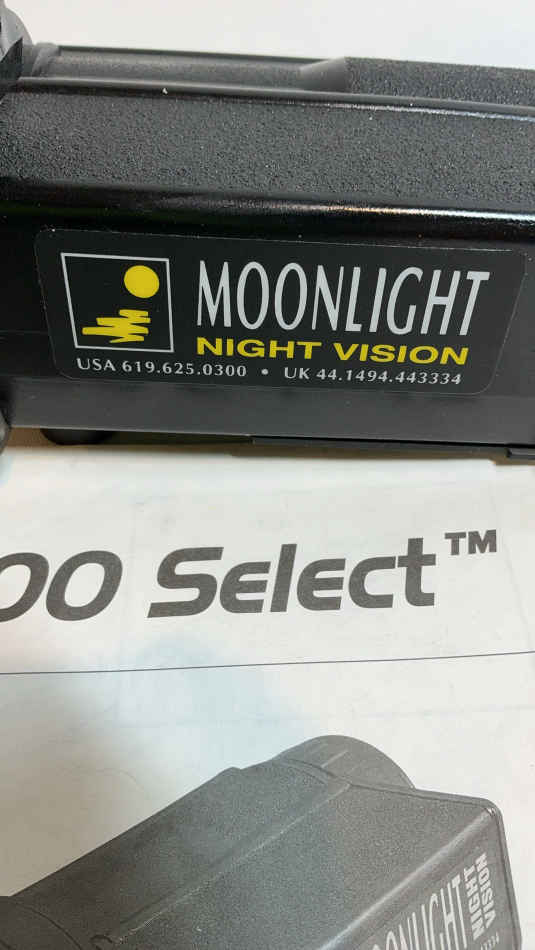 MOONLIGHT
NIGHT VISION
USA 619.625.0300 • UK 44.1494.443334
00 Select™
MOONLIGHT
NIGHT
VISION